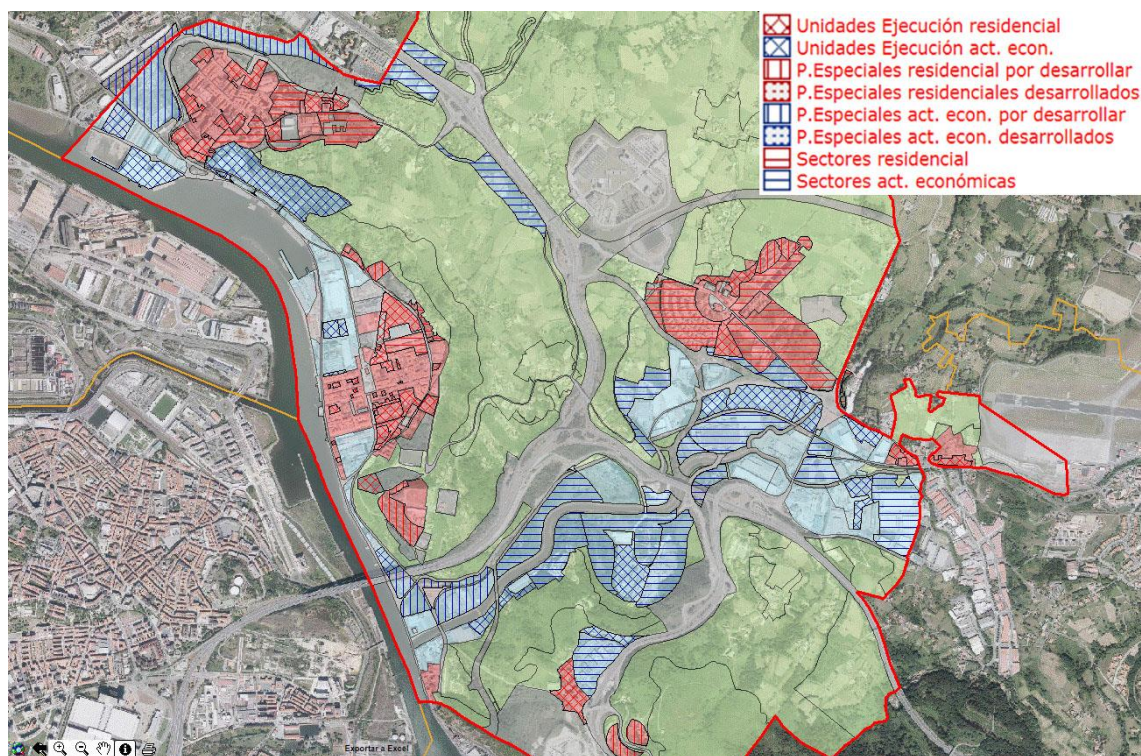 Unidades Ejecución residencial
Unidades Ejecución act. econ.
P.Especiales residencial por desarrollar
P.Especiales residenciales desarrollados
P.Especiales act. econ. por desarrollar
P.Especiales act. econ. desarrollados
Sectores residencial
Sectores act. económicas
Exportar a Excel